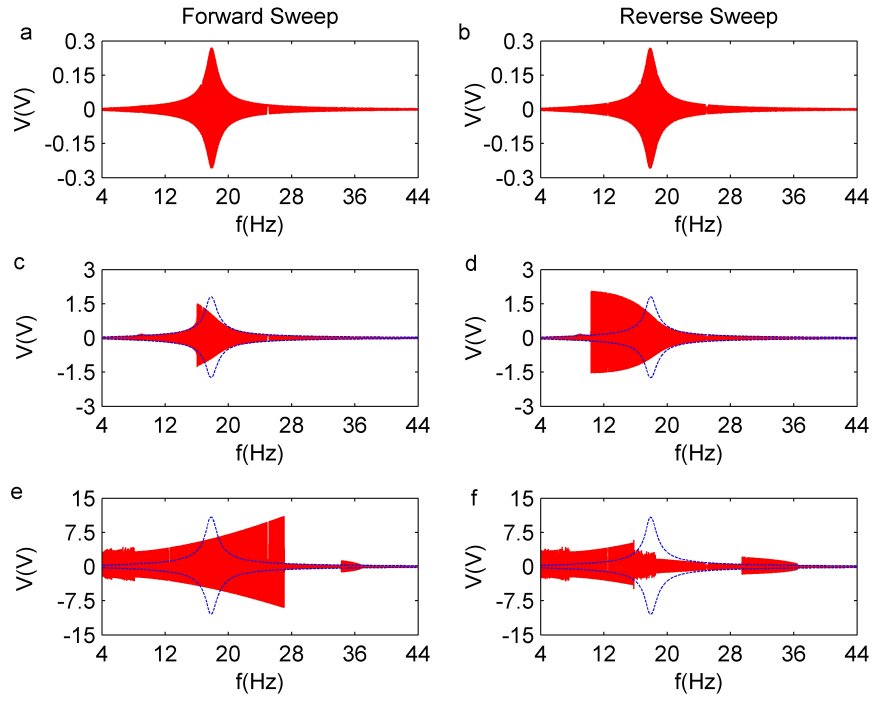 Forward Sweep
Reverse Sweep
a
V(V)
0.3
0.15
0
-0.15
-0.3
4 12 20 28 36 44
f(Hz)
b
V(V)
0.3
0.15
0
-0.15
-0.3
4 12 20 28 36 44
f(Hz)
c
V(V)
3
1.5
0
-1.5
-3
4 12 20 28 36 44
f(Hz)
d
V(V)
3
1.5
0
-1.5
-3
4 12 20 28 36 44
f(Hz)
e
V(V)
15
7.5
0
-7.5
-15
4 12 20 28 36 44
f(Hz)
f
V(V)
15
7.5
0
-7.5
-15
4 12 20 28 36 44
f(Hz)